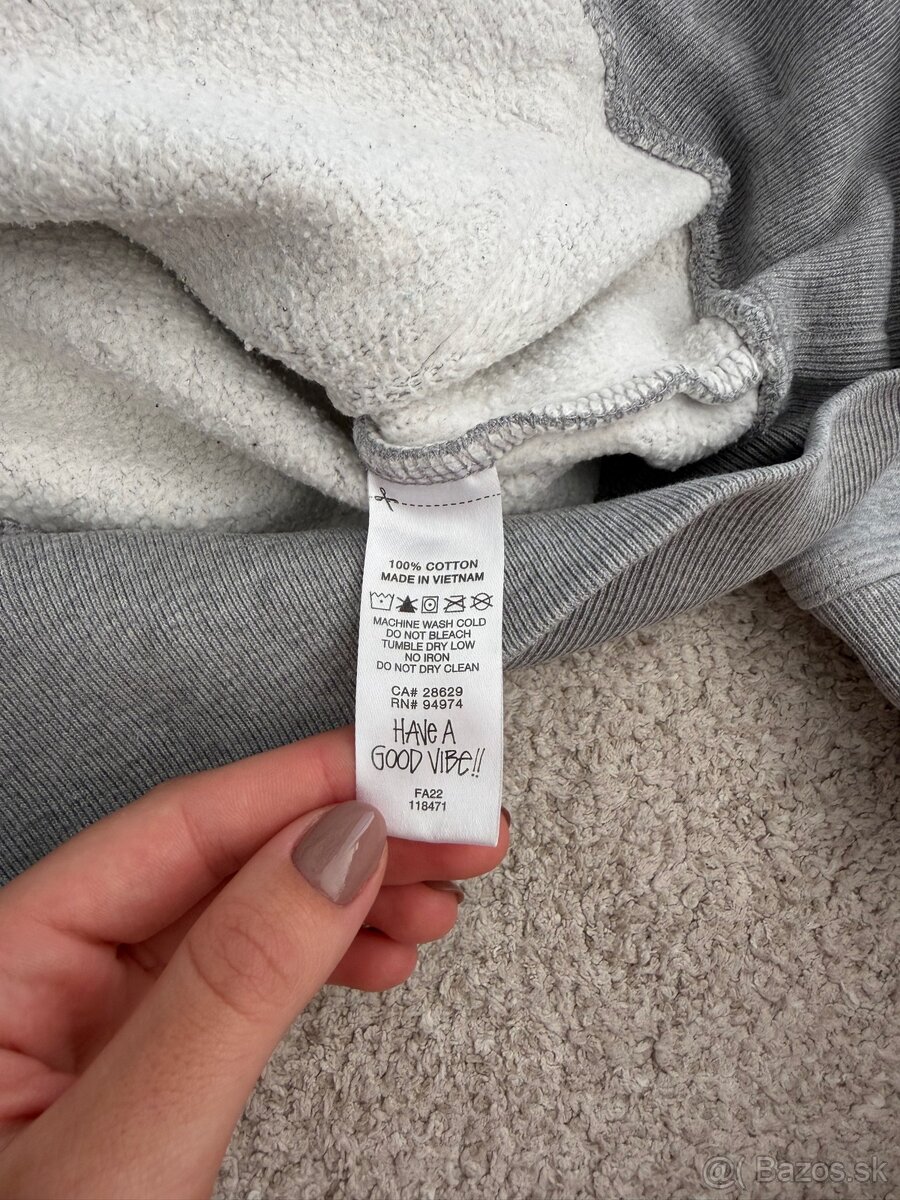 100% COTTON
MADE IN VIETNAM
MACHINE WASH COLD
DO NOT BLEACH
TUMBLE DRY LOW
NO IRON
DO NOT DRY CLEAN
CA# 28629
RN# 94974
HAVE A
GOOD VIBE!!
FA22
118471
@( Bazos.sk